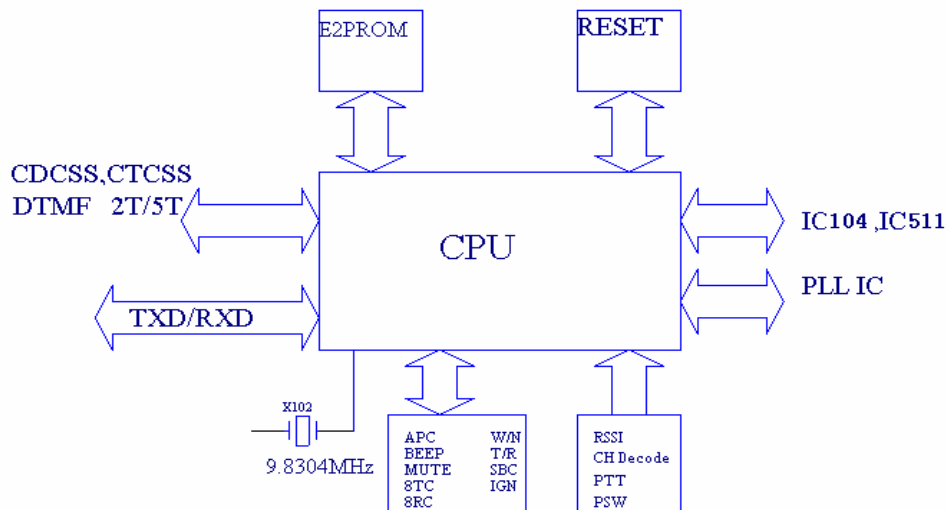 E2PROM
RESET
CDCSS,CTCSS
DTMF 2T/5T
CPU
IC104 ,IC511
PLL IC
TXD/RXD
X102
9.8304MHz
APC W/N
BEEP T/R
MUTE SBC
8TC IGN
8RC
RSSI
CH Decode
PTT
PSW